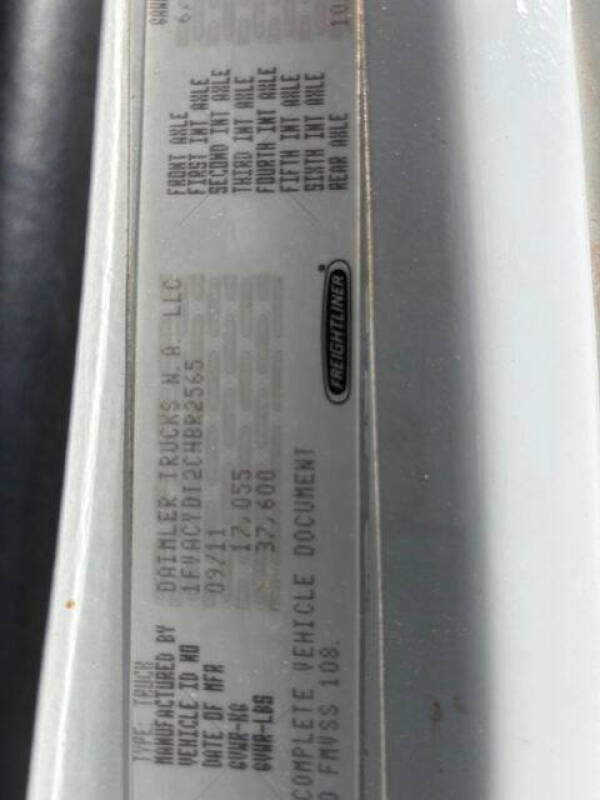 TYPE: TRUCK
MANUFACTURED BY DAIMLER TRUCKS N.A. LLC
VEHICLE ID NO 1FVACYDT2CHBR2565
DATE OF MFR 09/11
GVWR-KG 17,055
GVWR-LBS 37,600
COMPLETE VEHICLE DOCUMENT
FMVSS 108.
FREIGHTLINER
FRONT AXLE
FIRST INT AXLE
SECOND INT AXLE
THIRD INT AXLE
FOURTH INT AXLE
FIFTH INT AXLE
SIXTH INT AXLE
REAR AXLE